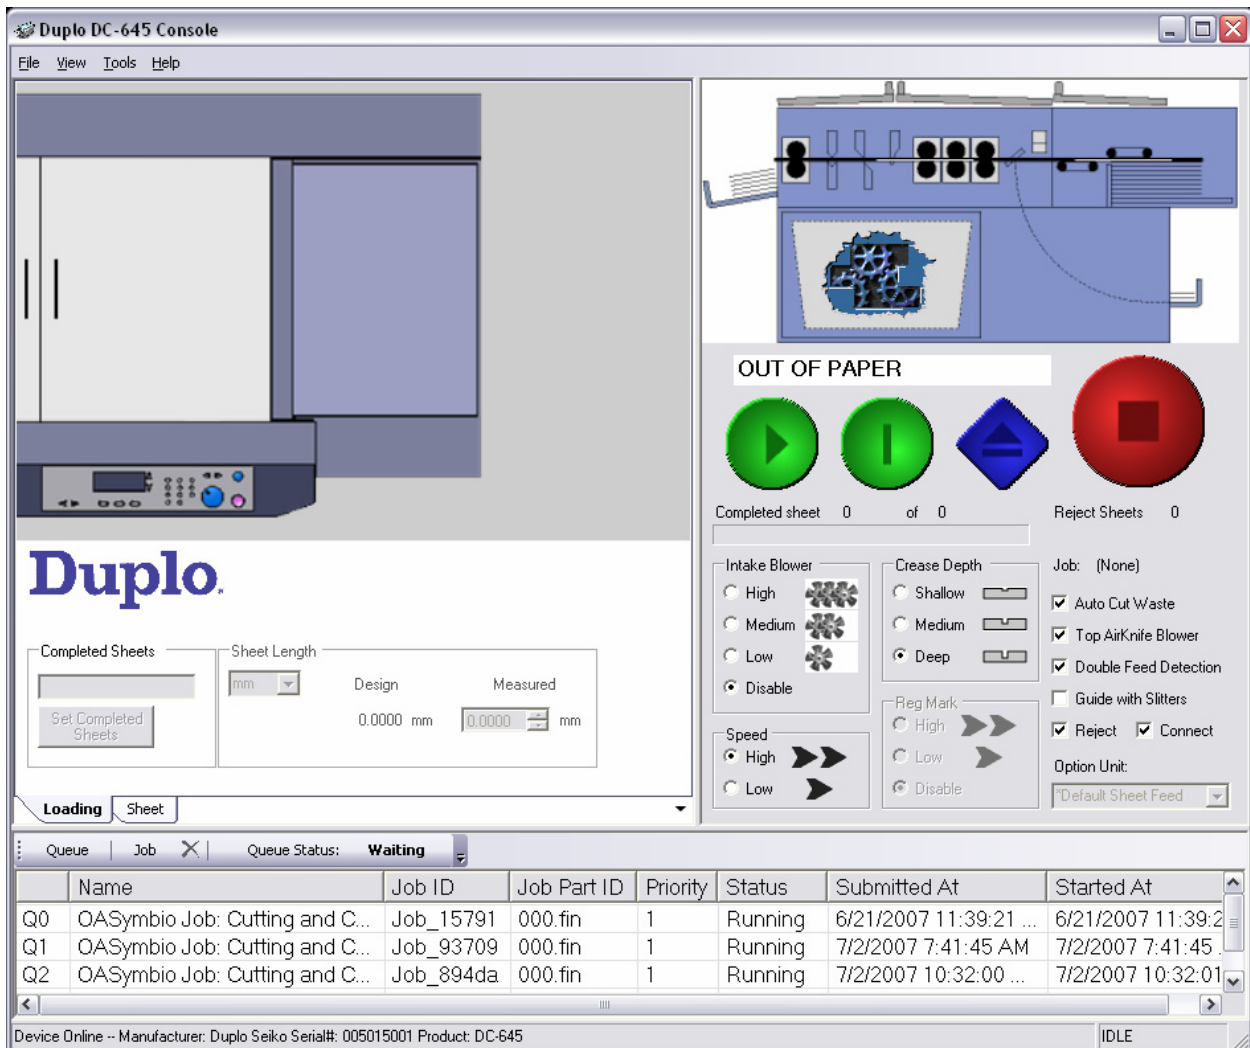 Duplo DC-645 Console
File View Tools Help
OUT OF PAPER
Completed sheet 0 of 0 Reject Sheets 0
Duplo.
Completed Sheets
Set Completed Sheets
Sheet Length
mm
Design Measured
0.0000 mm 0.0000 mm
Loading Sheet
Intake Blower
High
Medium
Low
Disable
Speed
High
Low
Crease Depth
Shallow
Medium
Deep
Reg Mark
High
Low
Disable
Job: (None)
Auto Cut Waste
Top AirKnife Blower
Double Feed Detection
Guide with Slitters
Reject Connect
Option Unit:
*Default Sheet Feed
Queue Job Queue Status: Waiting
Name Job ID Job Part ID Priority Status Submitted At Started At
Q0 OASymbio Job: Cutting and C... Job_15791 000.fin 1 Running 6/21/2007 11:39:21 ... 6/21/2007 11:39:2
Q1 OASymbio Job: Cutting and C... Job_93709 000.fin 1 Running 7/2/2007 7:41:45 AM 7/2/2007 7:41:45 .
Q2 OASymbio Job: Cutting and C... Job_894da 000.fin 1 Running 7/2/2007 10:32:00 ... 7/2/2007 10:32:01
Device Online -- Manufacturer: Duplo Seiko Serial#: 005015001 Product: DC-645 IDLE